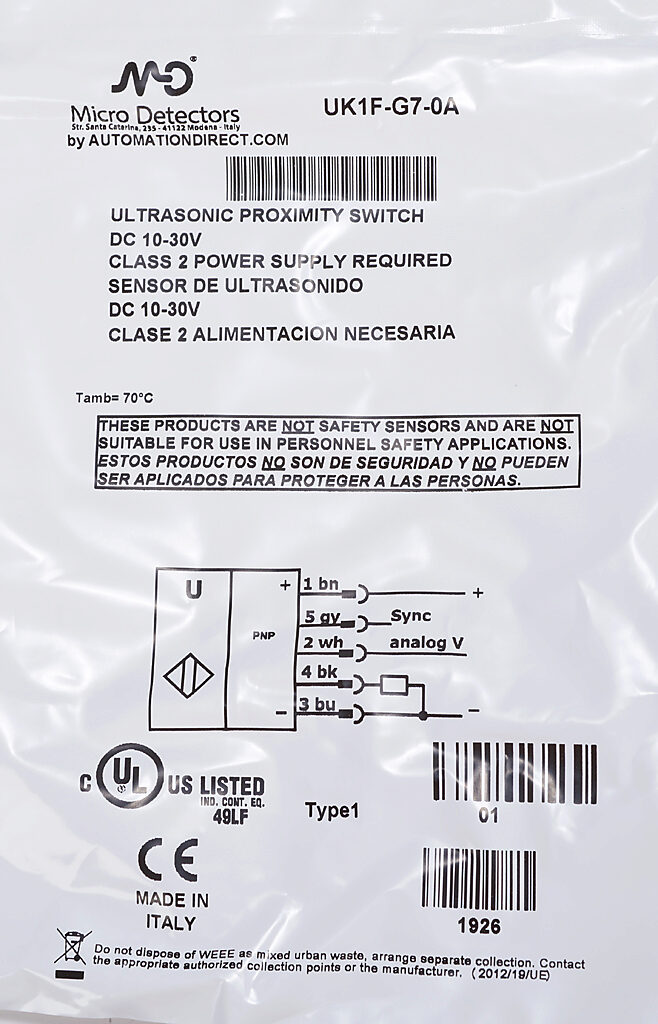 MD®
Micro Detectors
Str. Santa Caterina, 235 - 41122 Modena - Italy
by AUTOMATIONDIRECT.COM
UK1F-G7-0A
ULTRASONIC PROXIMITY SWITCH
DC 10-30V
CLASS 2 POWER SUPPLY REQUIRED
SENSOR DE ULTRASONIDO
DC 10-30V
CLASE 2 ALIMENTACION NECESARIA
Tamb= 70°C
THESE PRODUCTS ARE NOT SAFETY SENSORS AND ARE NOT
SUITABLE FOR USE IN PERSONNEL SAFETY APPLICATIONS.
ESTOS PRODUCTOS NO SON DE SEGURIDAD Y NO PUEDEN
SER APLICADOS PARA PROTEGER A LAS PERSONAS.
U
PNP
+ 1 bn +
5 gy Sync
2 wh analog V
4 bk
− 3 bu −
C UL US LISTED
IND. CONT. EQ.
49LF
Type1
01
CE
MADE IN
ITALY
1926
Do not dispose of WEEE as mixed urban waste, arrange separate collection. Contact
the appropriate authorized collection points or the manufacturer. (2012/19/UE)